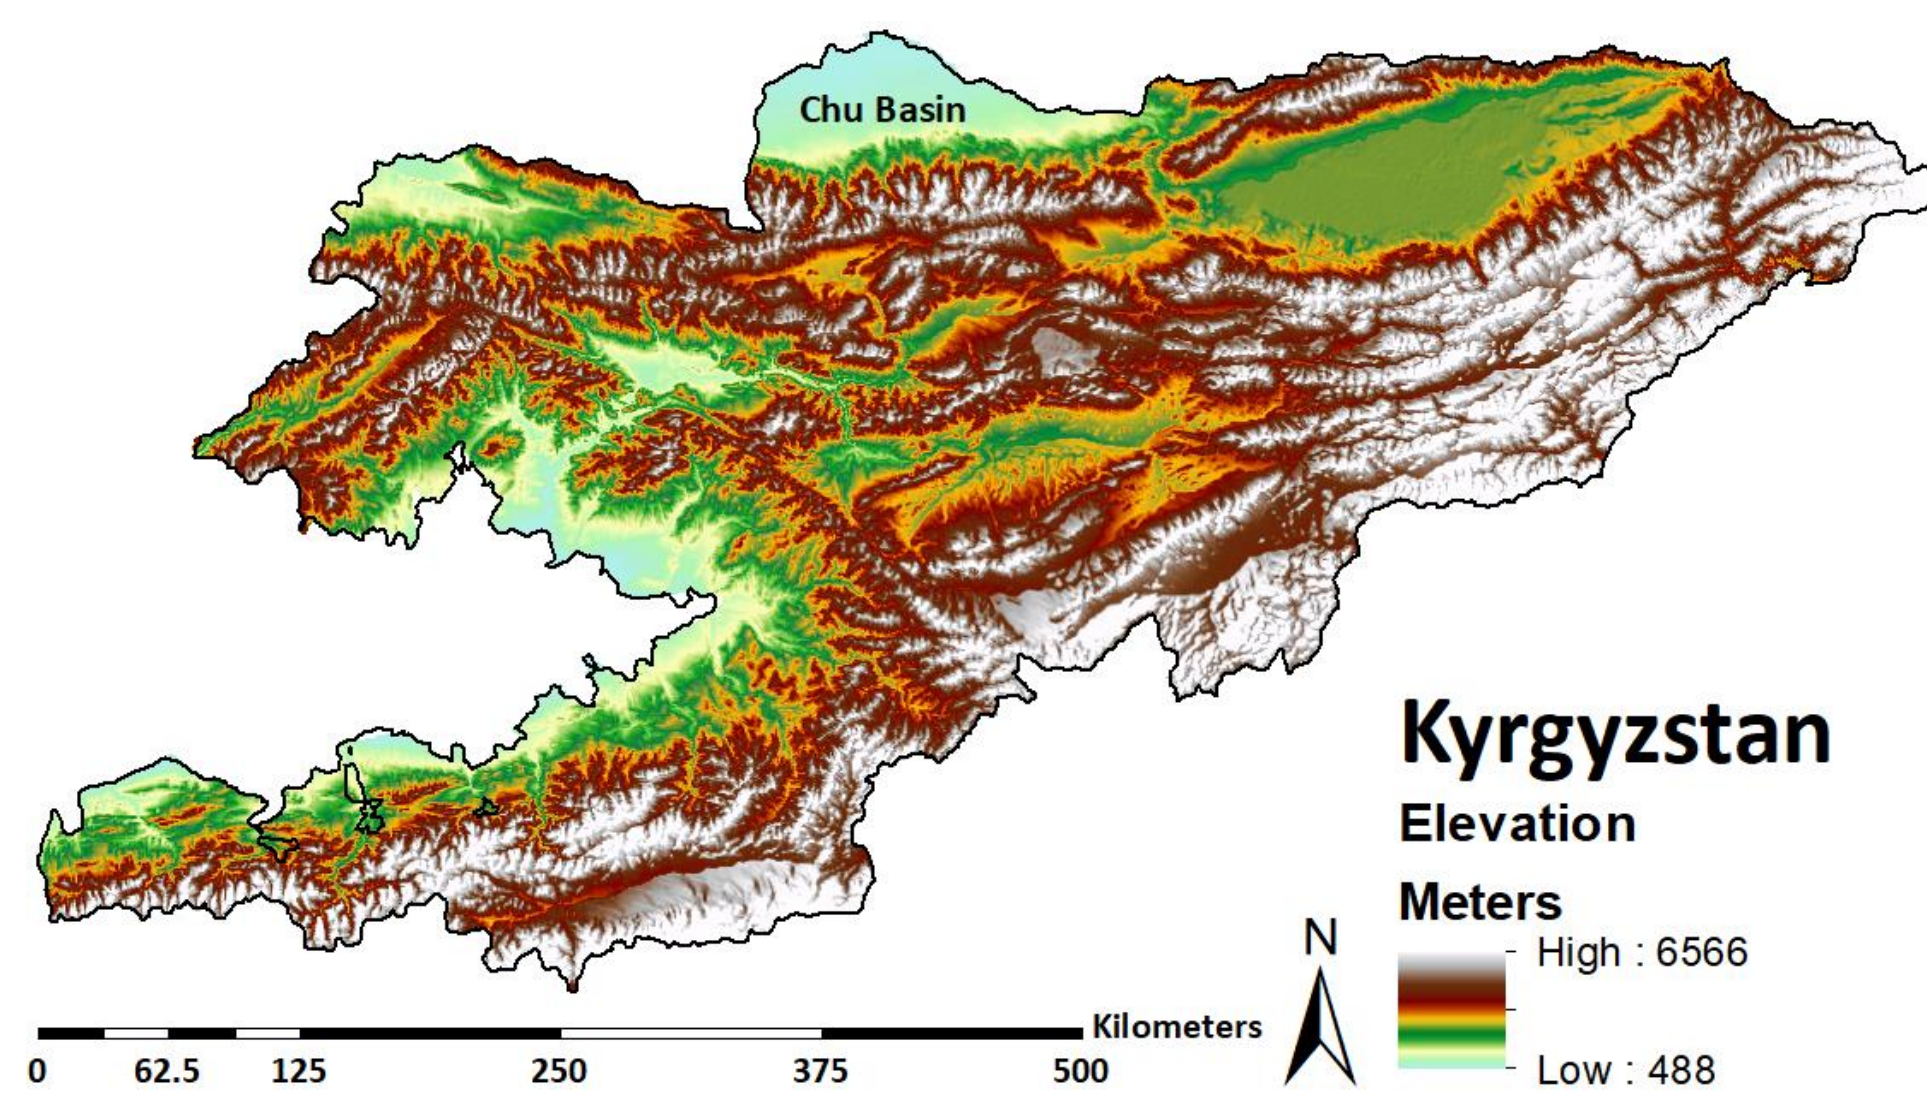 Chu Basin
Kyrgyzstan
Elevation
Meters
High : 6566
Low : 488
N
Kilometers
0 62.5 125 250 375 500